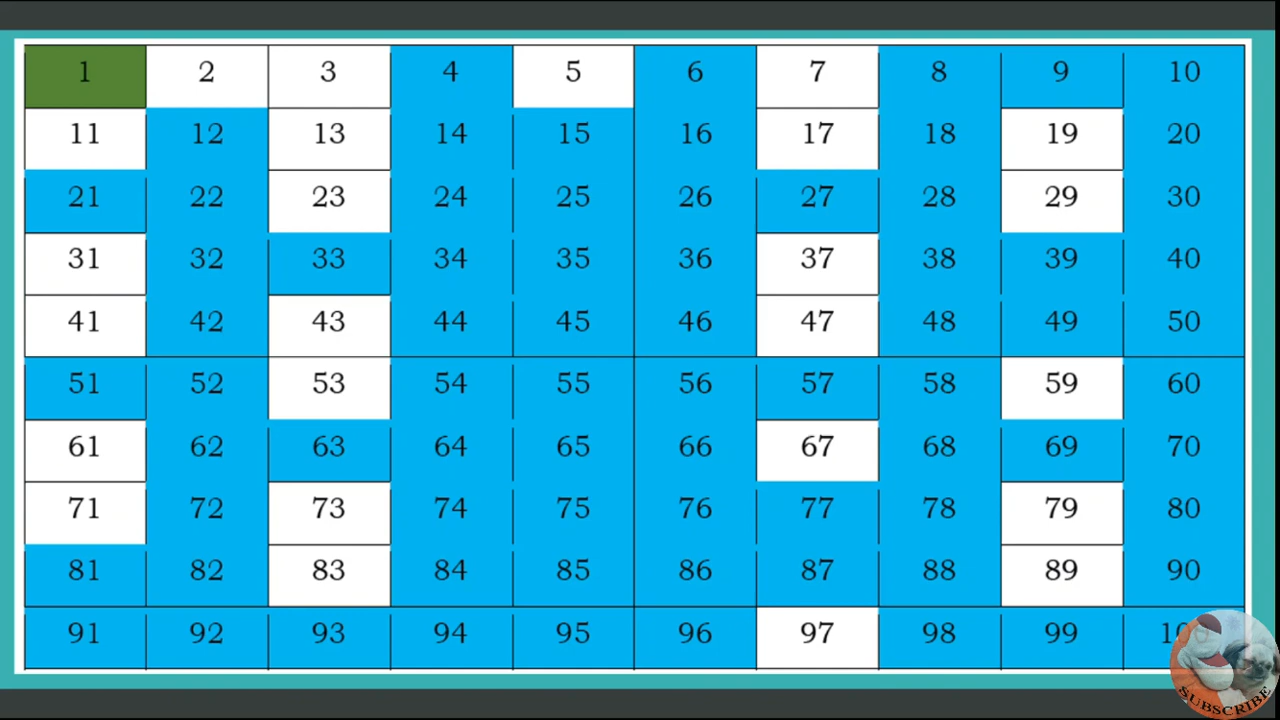 1 2 3 4 5 6 7 8 9 10
11 12 13 14 15 16 17 18 19 20
21 22 23 24 25 26 27 28 29 30
31 32 33 34 35 36 37 38 39 40
41 42 43 44 45 46 47 48 49 50
51 52 53 54 55 56 57 58 59 60
61 62 63 64 65 66 67 68 69 70
71 72 73 74 75 76 77 78 79 80
81 82 83 84 85 86 87 88 89 90
91 92 93 94 95 96 97 98 99 100
SUBSCRIBE